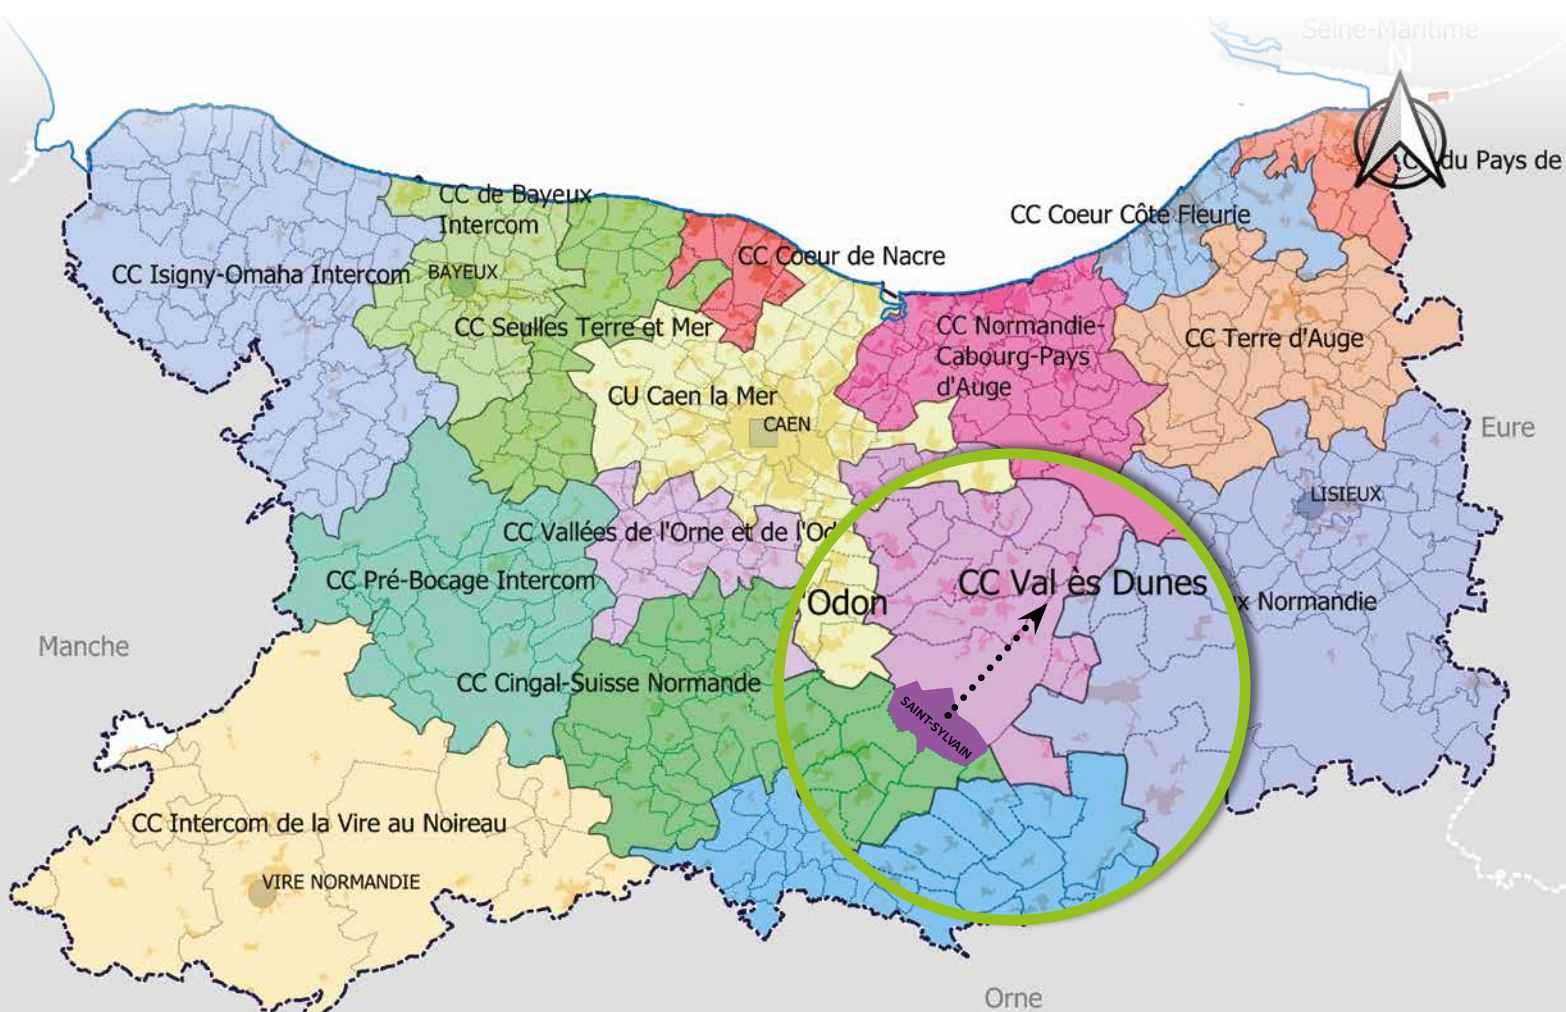 Seine-Maritime
N
CC du Pays de
CC de Bayeux
Intercom
CC Coeur Côte Fleurie
CC Coeur de Nacre
CC Isigny-Omaha Intercom
BAYEUX
CC Seulles Terre et Mer
CC Normandie-
Cabourg-Pays
d'Auge
CC Terre d'Auge
CU Caen la Mer
CAEN
Eure
LISIEUX
CC Vallées de l'Orne et de l'Od
CC Pré-Bocage Intercom
CC Val ès Dunes
'Odon
x Normandie
Manche
CC Cingal-Suisse Normande
SAINT-SYLVAIN
CC Intercom de la Vire au Noireau
VIRE NORMANDIE
Orne